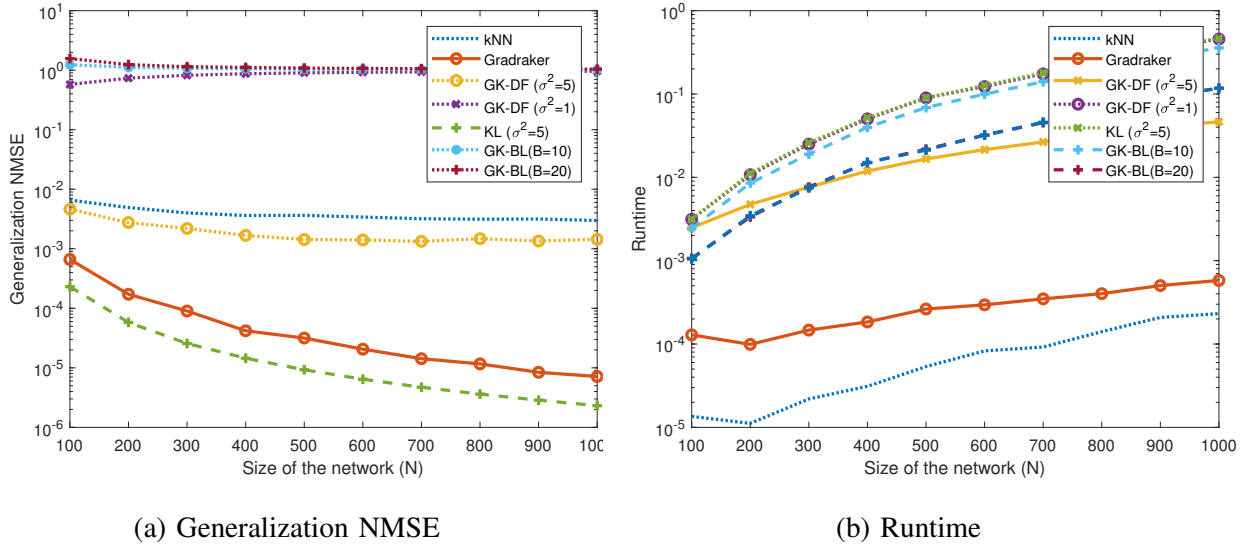 Generalization NMSE
10^1
10^0
10^-1
10^-2
10^-3
10^-4
10^-5
10^-6
kNN
Gradraker
GK-DF (σ^2=5)
GK-DF (σ^2=1)
KL (σ^2=5)
GK-BL(B=10)
GK-BL(B=20)
100 200 300 400 500 600 700 800 900 100
Size of the network (N)
(a) Generalization NMSE
Runtime
10^0
10^-1
10^-2
10^-3
10^-4
10^-5
kNN
Gradraker
GK-DF (σ^2=5)
GK-DF (σ^2=1)
KL (σ^2=5)
GK-BL(B=10)
GK-BL(B=20)
100 200 300 400 500 600 700 800 900 1000
Size of the network (N)
(b) Runtime